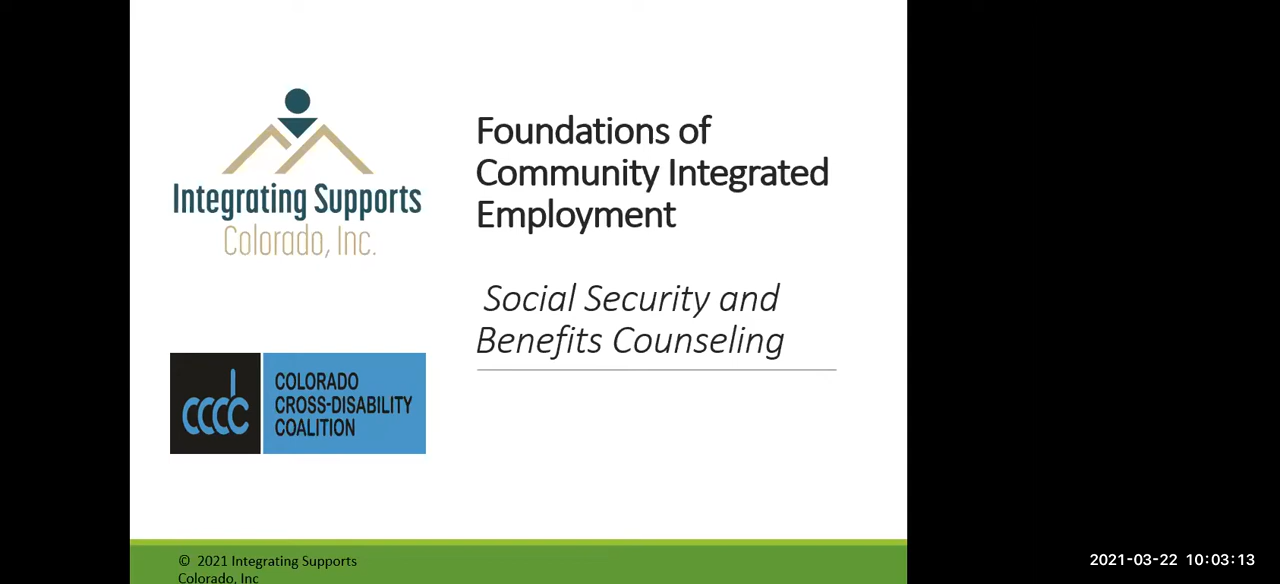 Integrating Supports
Colorado, Inc.
Foundations of
Community Integrated
Employment
Social Security and
Benefits Counseling
cccdc
COLORADO
CROSS-DISABILITY
COALITION
© 2021 Integrating Supports
Colorado, Inc
2021-03-22 10:03:13